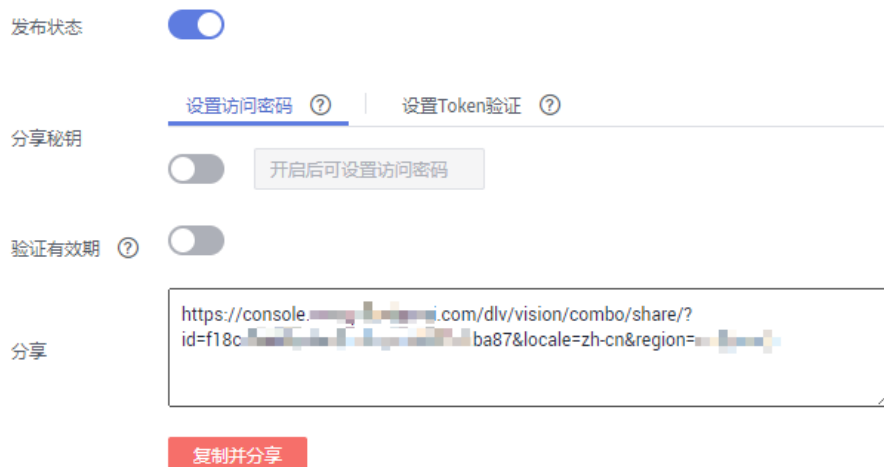 发布状态
设置访问密码 ? 设置Token验证 ?
分享秘钥
开启后可设置访问密码
验证有效期 ?
https://console. .com/dlv/vision/combo/share/?
id=f18c ba87&locale=zh-cn&region=
分享
复制并分享